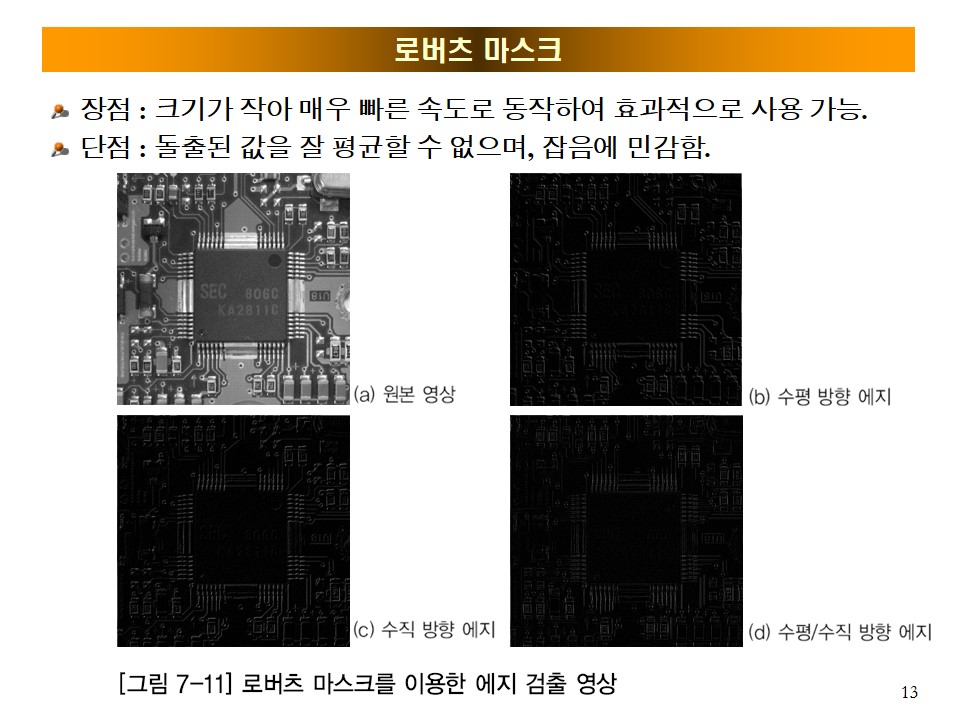 로버츠 마스크
장점 : 크기가 작아 매우 빠른 속도로 동작하여 효과적으로 사용 가능.
단점 : 돌출된 값을 잘 평균할 수 없으며, 잡음에 민감함.
SEC 806C
KA2811C
(a) 원본 영상
(b) 수평 방향 에지
(c) 수직 방향 에지
(d) 수평/수직 방향 에지
[그림 7-11] 로버츠 마스크를 이용한 에지 검출 영상
13